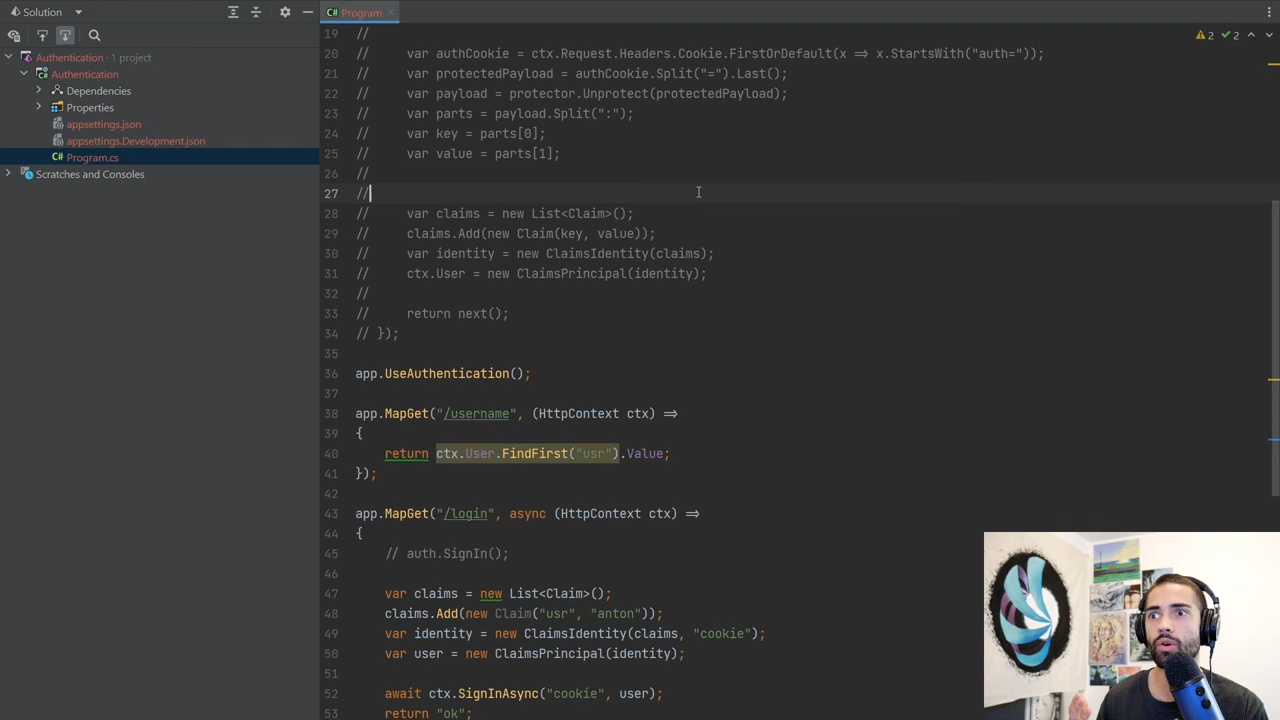 Solution
Program
Authentication · 1 project
Authentication
Dependencies
Properties
appsettings.json
appsettings.Development.json
C# Program.cs
Scratches and Consoles
2 2
19 //
20 //     var authCookie = ctx.Request.Headers.Cookie.FirstOrDefault(x => x.StartsWith("auth="));
21 //     var protectedPayload = authCookie.Split("=").Last();
22 //     var payload = protector.Unprotect(protectedPayload);
23 //     var parts = payload.Split(":");
24 //     var key = parts[0];
25 //     var value = parts[1];
26 //
27 //
28 //     var claims = new List<Claim>();
29 //     claims.Add(new Claim(key, value));
30 //     var identity = new ClaimsIdentity(claims);
31 //     ctx.User = new ClaimsPrincipal(identity);
32 //
33 //     return next();
34 // });
35
36 app.UseAuthentication();
37
38 app.MapGet("/username", (HttpContext ctx) =>
39 {
40     return ctx.User.FindFirst("usr").Value;
41 });
42
43 app.MapGet("/login", async (HttpContext ctx) =>
44 {
45     // auth.SignIn();
46
47     var claims = new List<Claim>();
48     claims.Add(new Claim("usr", "anton"));
49     var identity = new ClaimsIdentity(claims, "cookie");
50     var user = new ClaimsPrincipal(identity);
51
52     await ctx.SignInAsync("cookie", user);
53     return "ok";